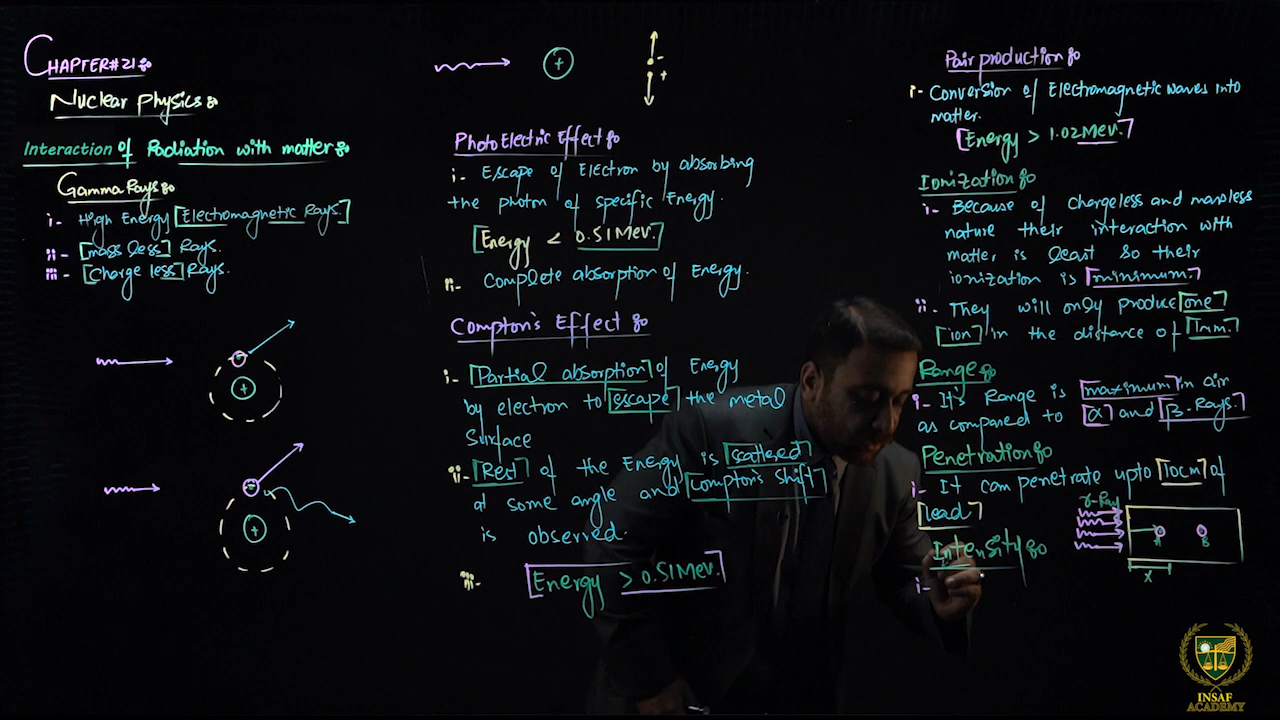 CHAPTER#21:
Nuclear Physics:
Interaction of Radiation with matter:
Gamma Rays:
i- High Energy [Electromagnetic Rays.]
ii- [mass less] Rays.
iii- [Charge less] Rays.
+
+
+
-
+
PhotoElectric Effect:
i- Escape of Electron by absorbing
the photon of specific Energy.
[Energy < 0.51Mev.]
ii- Complete absorption of Energy.
Compton's Effect:
i- [Partial absorption] of Energy
by electron to [escape] the metal
Surface
ii- [Rest] of the Energy is [scattered]
at some angle and [Compton's shift]
is observed.
iii- [Energy > 0.51Mev.]
Pair production:
i- Conversion of Electromagnetic waves into
matter.
[Energy > 1.02Mev.]
Ionization:
i- Because of chargeless and massless
nature their interaction with
matter is least so their
ionization is [minimum.]
ii- They will only produce [one]
[ion] in the distance of [1mm.]
Range:
i- It's Range is [maximum] in air
as compared to [α] and [β-Rays.]
Penetration:
i- It can penetrate upto [10cm] of
[lead]
γ-Ray
A
B
x
Intensity:
i-
INSAF
ACADEMY